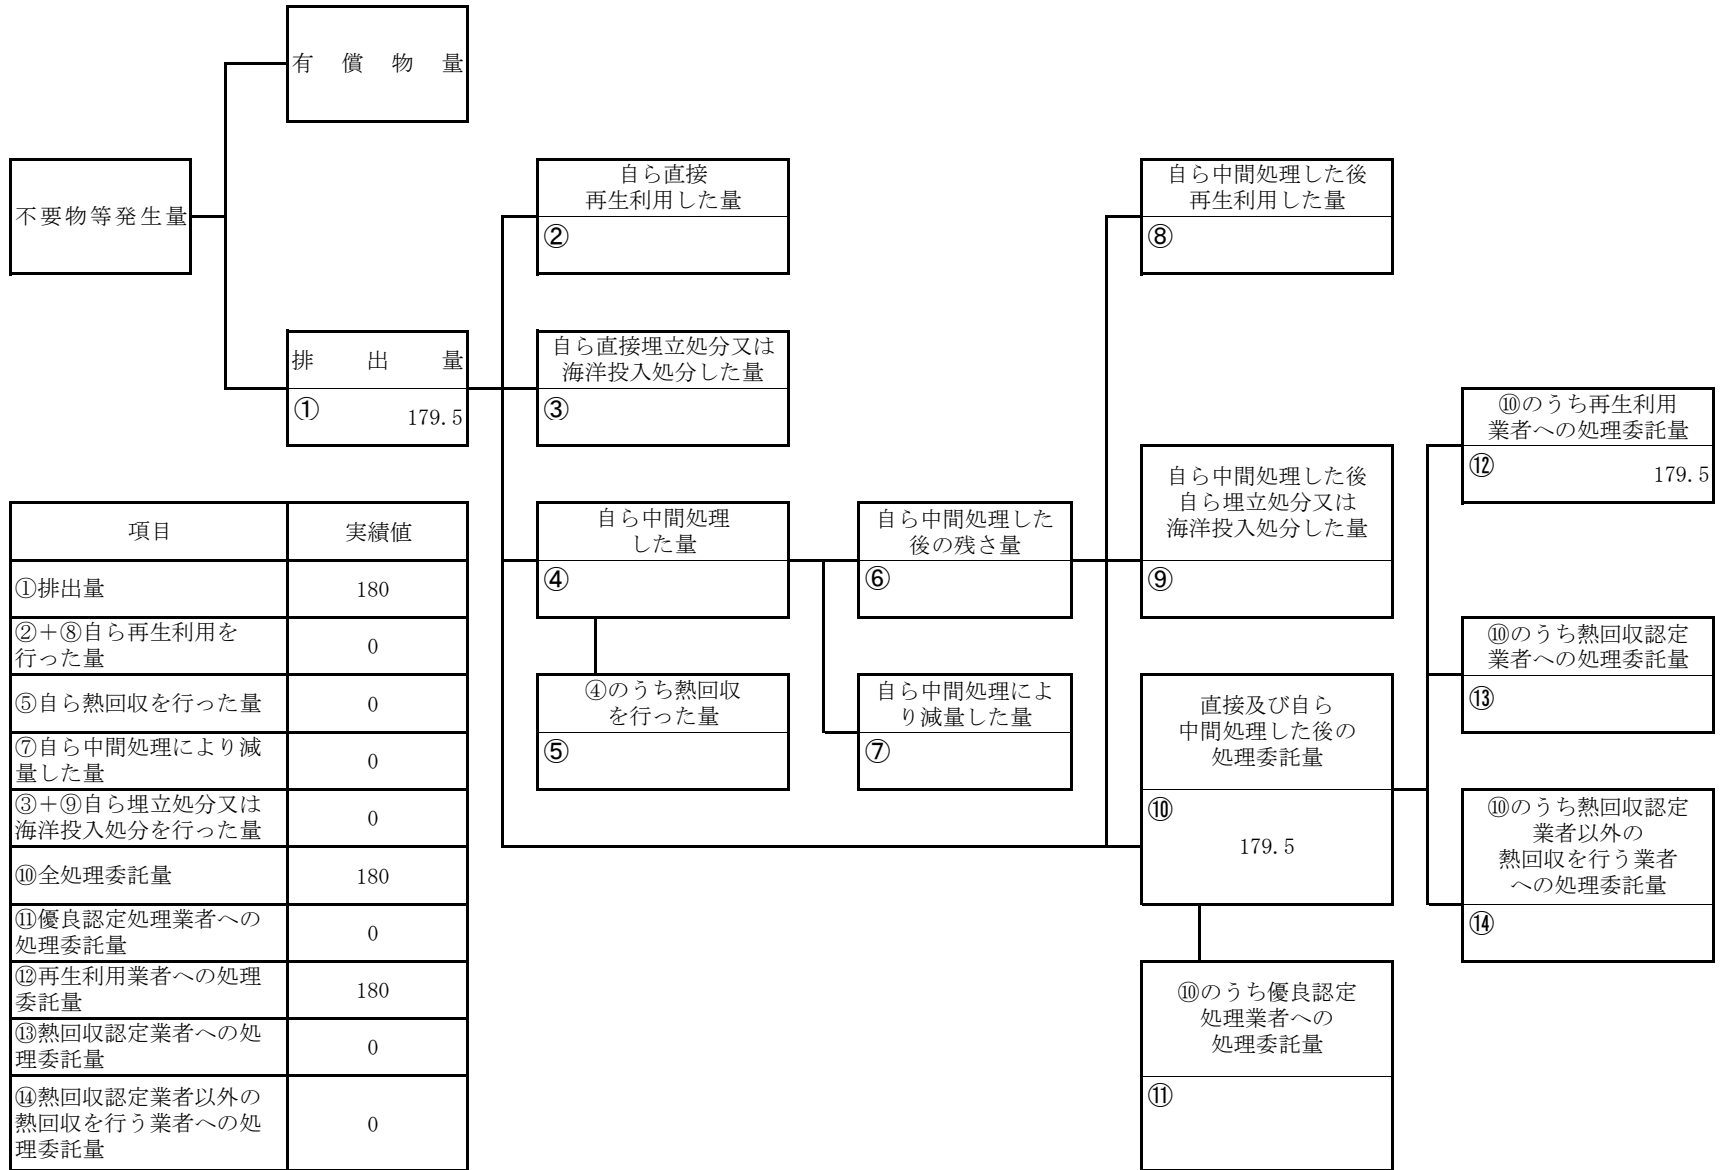 有償物量
不要物等発生量
排出量
①
179.5
自ら直接
再生利用した量
②
自ら直接埋立処分又は
海洋投入処分した量
③
自ら中間処理
した量
④
④のうち熱回収
を行った量
⑤
自ら中間処理した
後の残さ量
⑥
自ら中間処理によ
り減量した量
⑦
自ら中間処理した後
再生利用した量
⑧
自ら中間処理した後
自ら埋立処分又は
海洋投入処分した量
⑨
直接及び自ら
中間処理した後の
処理委託量
⑩
179.5
⑩のうち優良認定
処理業者への
処理委託量
⑪
⑩のうち再生利用
業者への処理委託量
⑫
179.5
⑩のうち熱回収認定
業者への処理委託量
⑬
⑩のうち熱回収認定
業者以外の
熱回収を行う業者
への処理委託量
⑭
項目 実績値
①排出量 180
②＋⑧自ら再生利用を
行った量 0
⑤自ら熱回収を行った量 0
⑦自ら中間処理により減
量した量 0
③＋⑨自ら埋立処分又は
海洋投入処分を行った量 0
⑩全処理委託量 180
⑪優良認定処理業者への
処理委託量 0
⑫再生利用業者への処理
委託量 180
⑬熱回収認定業者への処
理委託量 0
⑭熱回収認定業者以外の
熱回収を行う業者への処
理委託量 0